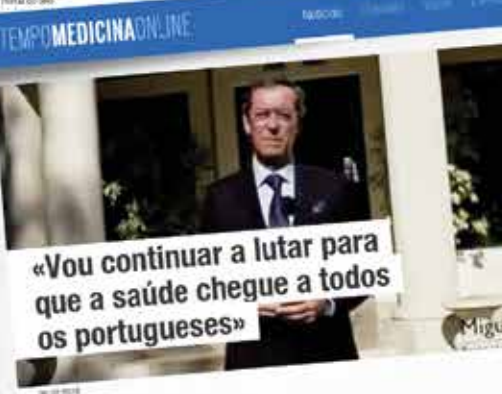 TEMPOMEDICINAONLINE
«Vou continuar a lutar para
que a saúde chegue a todos
os portugueses»